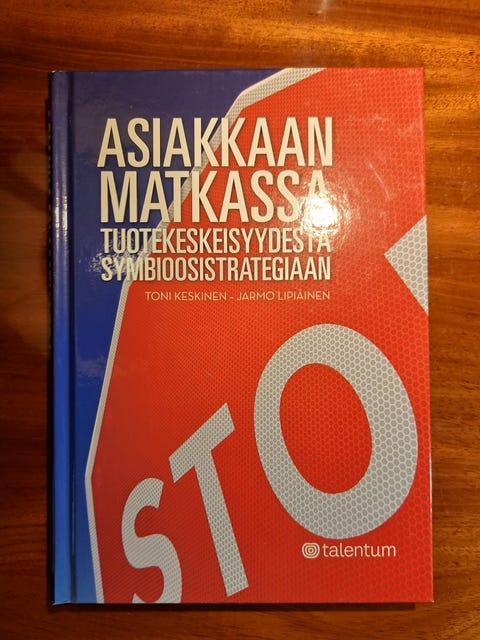 ASIAKKAAN
MATKASSA
TUOTEKESKEISYYDESTÄ
SYMBIOOSISTRATEGIAAN
TONI KESKINEN - JARMO LIPIÄINEN
STO
talentum